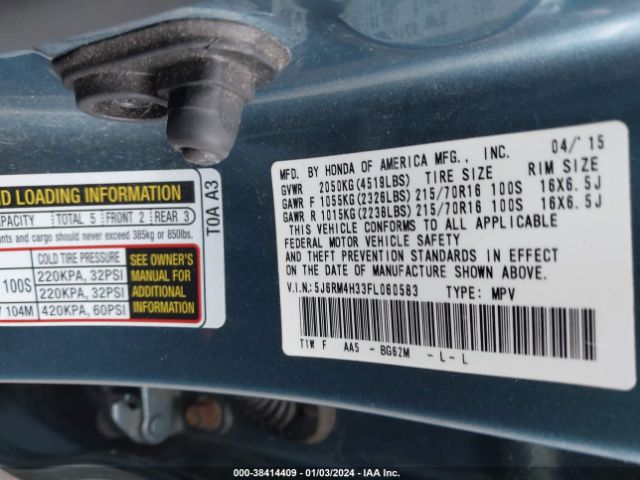 D LOADING INFORMATION
APACITY TOTAL 5 FRONT 2 REAR 3
nts and cargo should never exceed 385kg or 850lbs.
COLD TIRE PRESSURE
100S 220KPA, 32PSI
220KPA, 32PSI
104M 420KPA, 60PSI
SEE OWNER'S
MANUAL FOR
ADDITIONAL
INFORMATION
T0A A3
MFD. BY HONDA OF AMERICA MFG., INC. 04/'15
GVWR 2050KG(4519LBS) TIRE SIZE RIM SIZE
GAWR F 1055KG(2326LBS) 215/70R16 100S 16X6.5J
GAWR R 1015KG(2238LBS) 215/70R16 100S 16X6.5J
THIS VEHICLE CONFORMS TO ALL APPLICABLE
FEDERAL MOTOR VEHICLE SAFETY
AND THEFT PREVENTION STANDARDS IN EFFECT
ON THE DATE OF MANUFACTURE SHOWN ABOVE.
V.I.N.:5J6RM4H33FL060583 TYPE: MPV
T1W F AA5 - BG62M - L - L
000-38414409 - 01/03/2024 - IAA Inc.